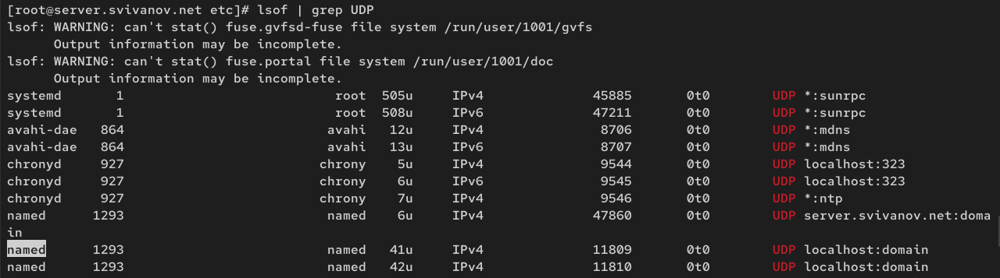 [root@server.svivanov.net etc]# lsof | grep UDP
lsof: WARNING: can't stat() fuse.gvfsd-fuse file system /run/user/1001/gvfs
      Output information may be incomplete.
lsof: WARNING: can't stat() fuse.portal file system /run/user/1001/doc
      Output information may be incomplete.
systemd       1                           root  505u     IPv4              45885       0t0        UDP *:sunrpc
systemd       1                           root  508u     IPv6              47211       0t0        UDP *:sunrpc
avahi-dae   864                          avahi   12u     IPv4               8706       0t0        UDP *:mdns
avahi-dae   864                          avahi   13u     IPv6               8707       0t0        UDP *:mdns
chronyd     927                         chrony    5u     IPv4               9544       0t0        UDP localhost:323
chronyd     927                         chrony    6u     IPv6               9545       0t0        UDP localhost:323
chronyd     927                         chrony    7u     IPv4               9546       0t0        UDP *:ntp
named      1293                          named    6u     IPv4              47860       0t0        UDP server.svivanov.net:doma
in
named      1293                          named   41u     IPv4              11809       0t0        UDP localhost:domain
named      1293                          named   42u     IPv4              11810       0t0        UDP localhost:domain